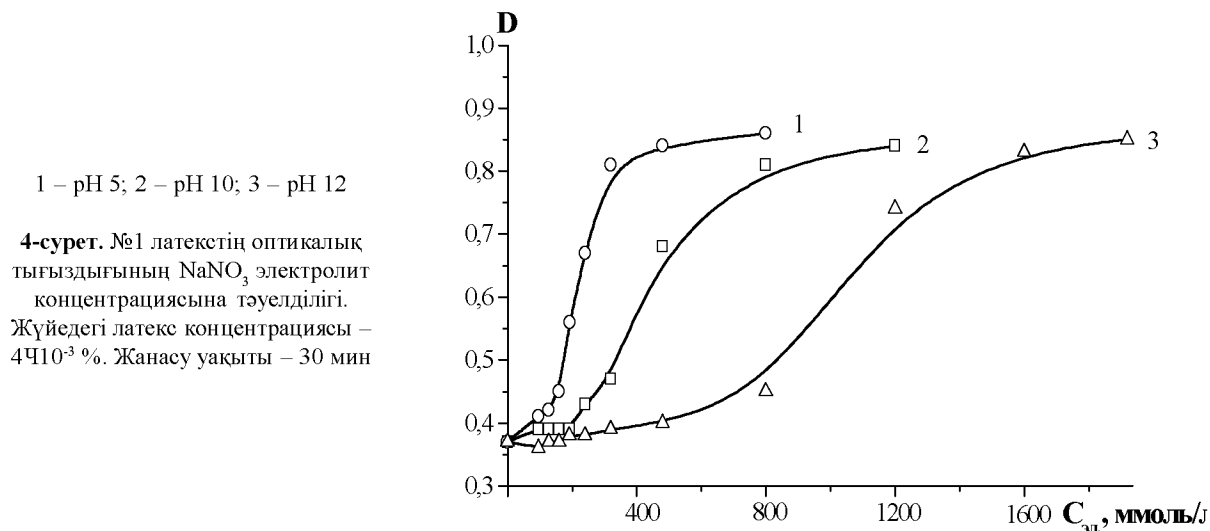 1 – pH 5; 2 – pH 10; 3 – pH 12
4-сурет. №1 латекстің оптикалық
тығыздығының NaNO₃ электролит
концентрациясына тәуелділігі.
Жүйедегі латекс концентрациясы –
4Ч10⁻³ %. Жанасу уақыты – 30 мин
D
1,0
0,9
0,8
0,7
0,6
0,5
0,4
0,3
1
2
3
400
800
1200
1600
Cэл, ммоль/л